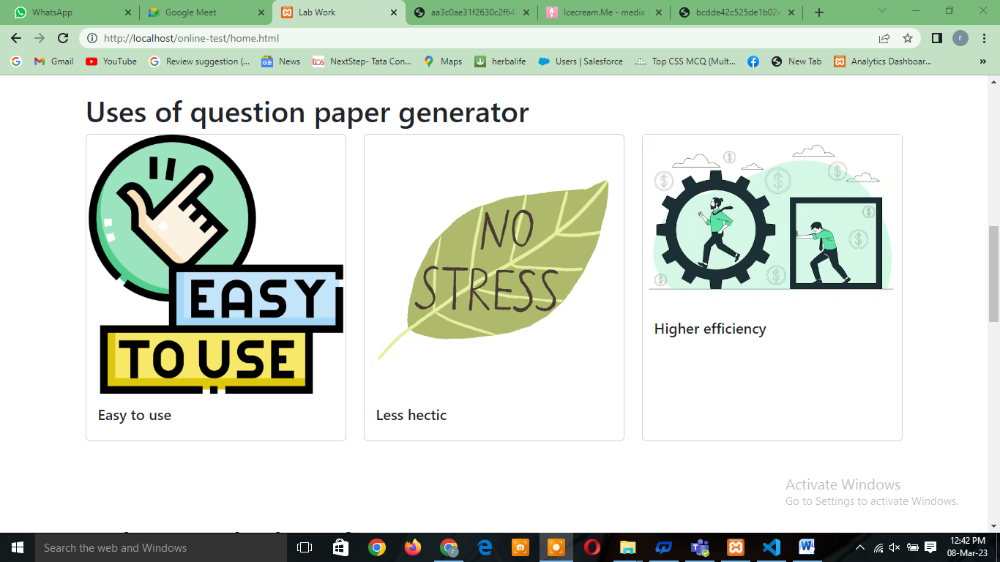 WhatsApp
Google Meet
Lab Work
aa3c0ae31f2630c2f64
Icecream.Me - media
bcdde42c525de1b02e
http://localhost/online-test/home.html
r
Gmail
YouTube
Review suggestion (...
News
tcs
NextStep- Tata Con...
Maps
herbalife
Users | Salesforce
Top CSS MCQ (Mult...
New Tab
Analytics Dashboar...
»
Uses of question paper generator
EASY
TO USE
Easy to use
NO
STRESS
Less hectic
Higher efficiency
Activate Windows
Go to Settings to activate Windows.
Search the web and Windows
r
12:42 PM
08-Mar-23